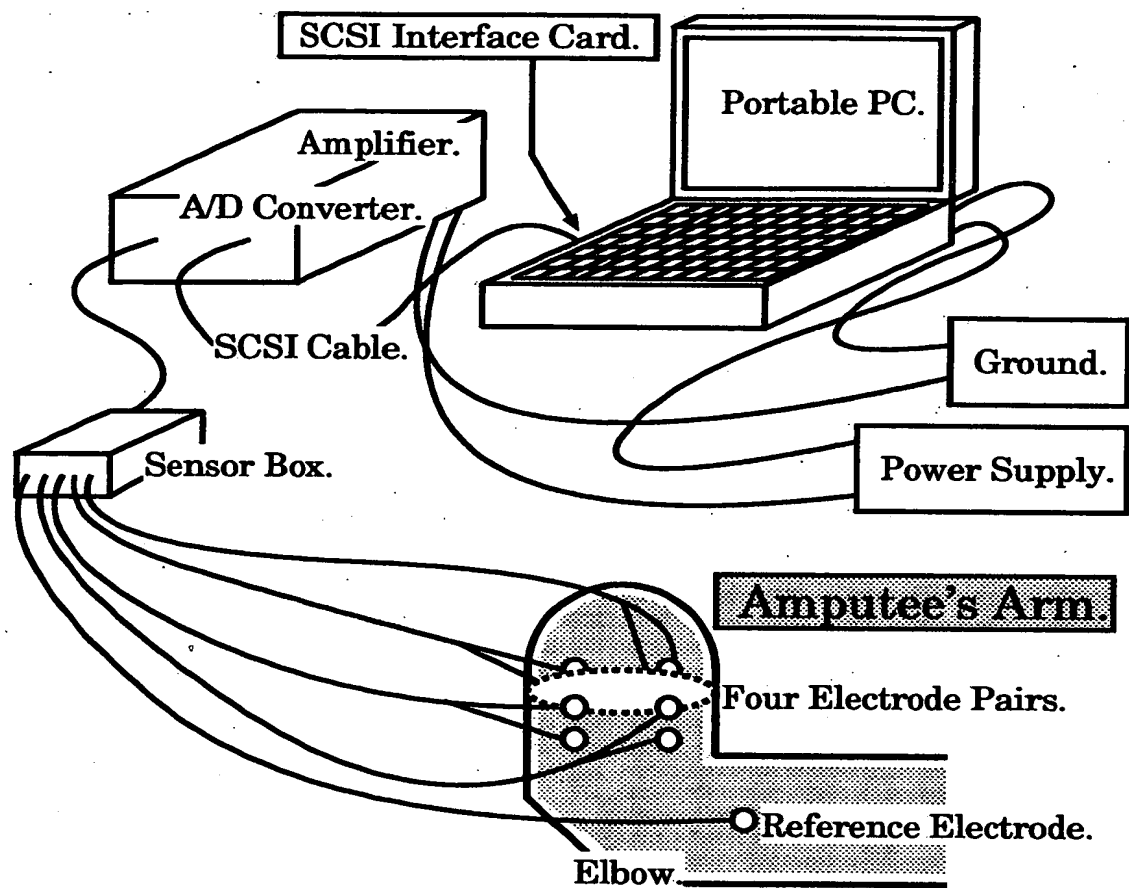 SCSI Interface Card.
Portable PC.
Amplifier.
A/D Converter.
SCSI Cable.
Ground.
Sensor Box.
Power Supply.
Amputee's Arm.
Four Electrode Pairs.
Reference Electrode.
Elbow.